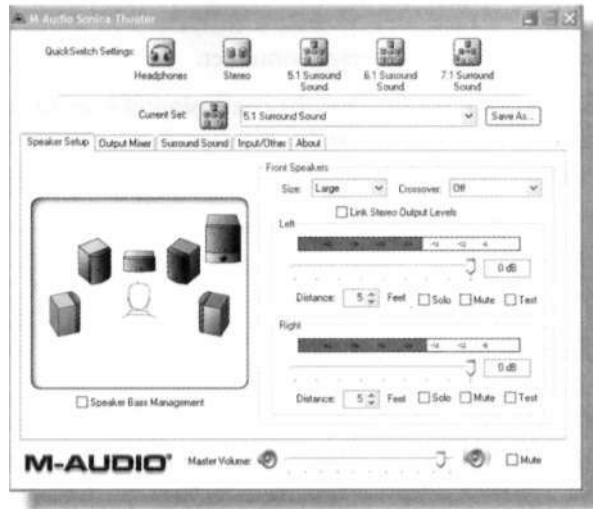 M-Audio Sonica Theater
QuickSwitch Settings:
Headphones
Stereo
5.1 Surround Sound
6.1 Surround Sound
7.1 Surround Sound
Current Set:
5.1 Surround Sound
Save As...
Speaker Setup
Output Mixer
Surround Sound
Input/Other
About
Front Speakers
Size:
Large
Crossover:
Off
Link Stereo Output Levels
Left
0 dB
Distance:
5
Feet
Solo
Mute
Test
Right
0 dB
Distance:
5
Feet
Solo
Mute
Test
Speaker Bass Management
M-AUDIO
Master Volume:
Mute